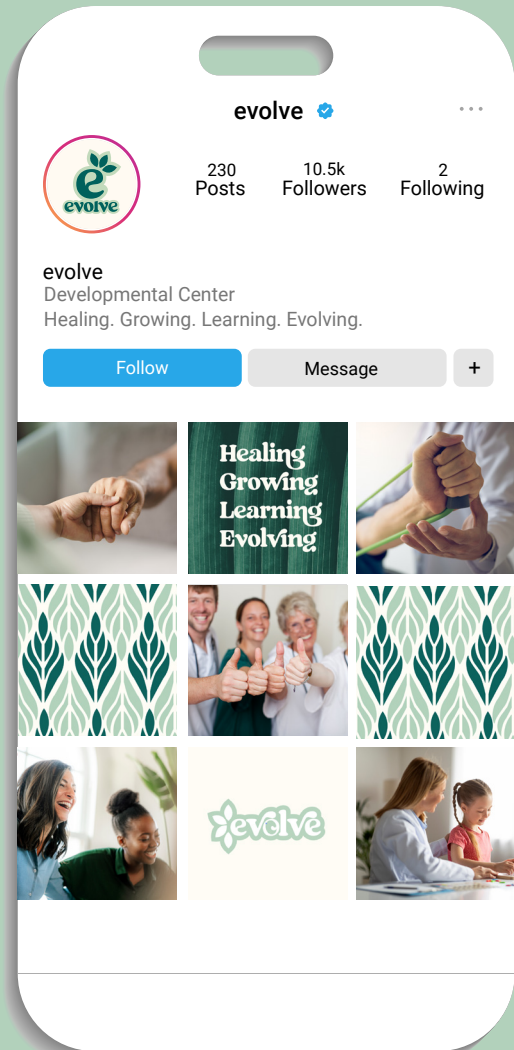 evolve
e
evolve
230
Posts
10.5k
Followers
2
Following
evolve
Developmental Center
Healing. Growing. Learning. Evolving.
Follow
Message
+
Healing
Growing
Learning
Evolving
evolve